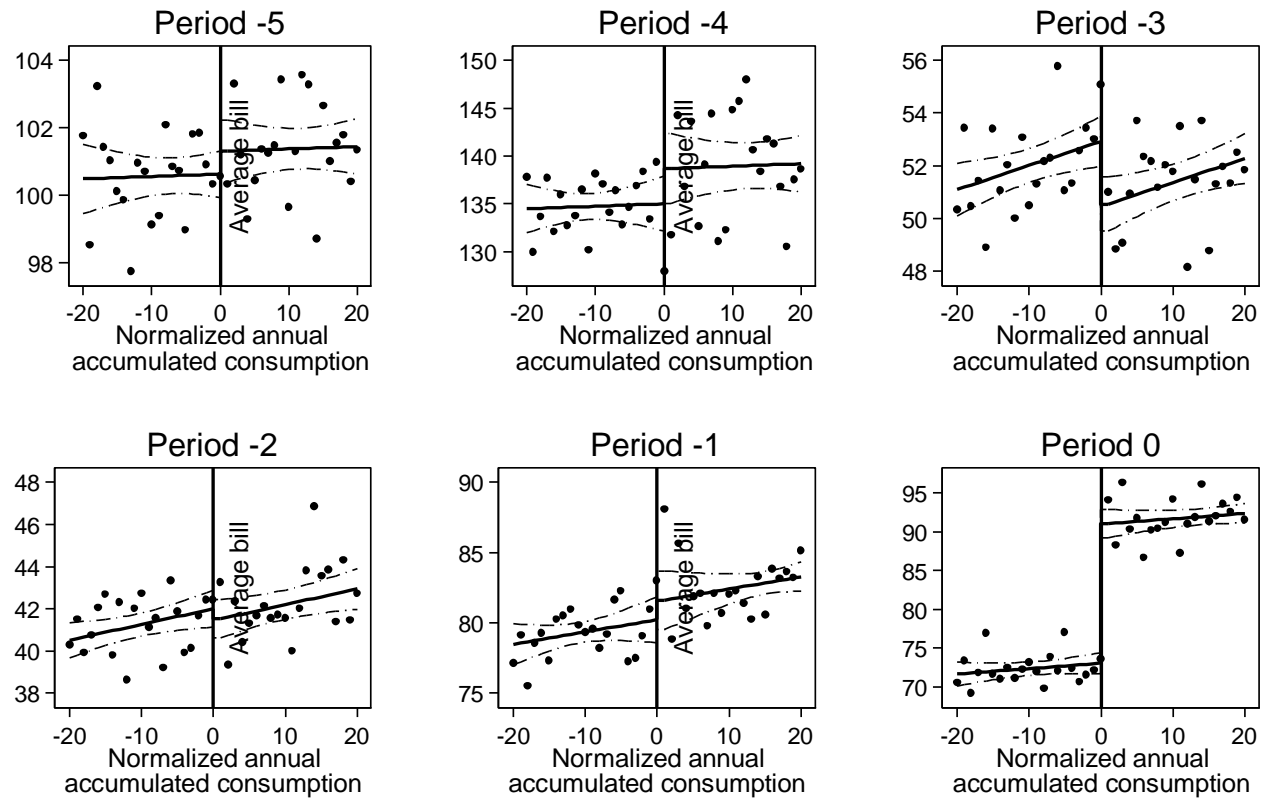 Period -5
104
102
100
98
Average bill
-20 -10 0 10 20
Normalized annual
accumulated consumption
Period -4
150
145
140
135
130
Average bill
-20 -10 0 10 20
Normalized annual
accumulated consumption
Period -3
56
54
52
50
48
-20 -10 0 10 20
Normalized annual
accumulated consumption
Period -2
48
46
44
42
40
38
Average bill
-20 -10 0 10 20
Normalized annual
accumulated consumption
Period -1
90
85
80
75
Average bill
-20 -10 0 10 20
Normalized annual
accumulated consumption
Period 0
95
90
85
80
75
70
-20 -10 0 10 20
Normalized annual
accumulated consumption